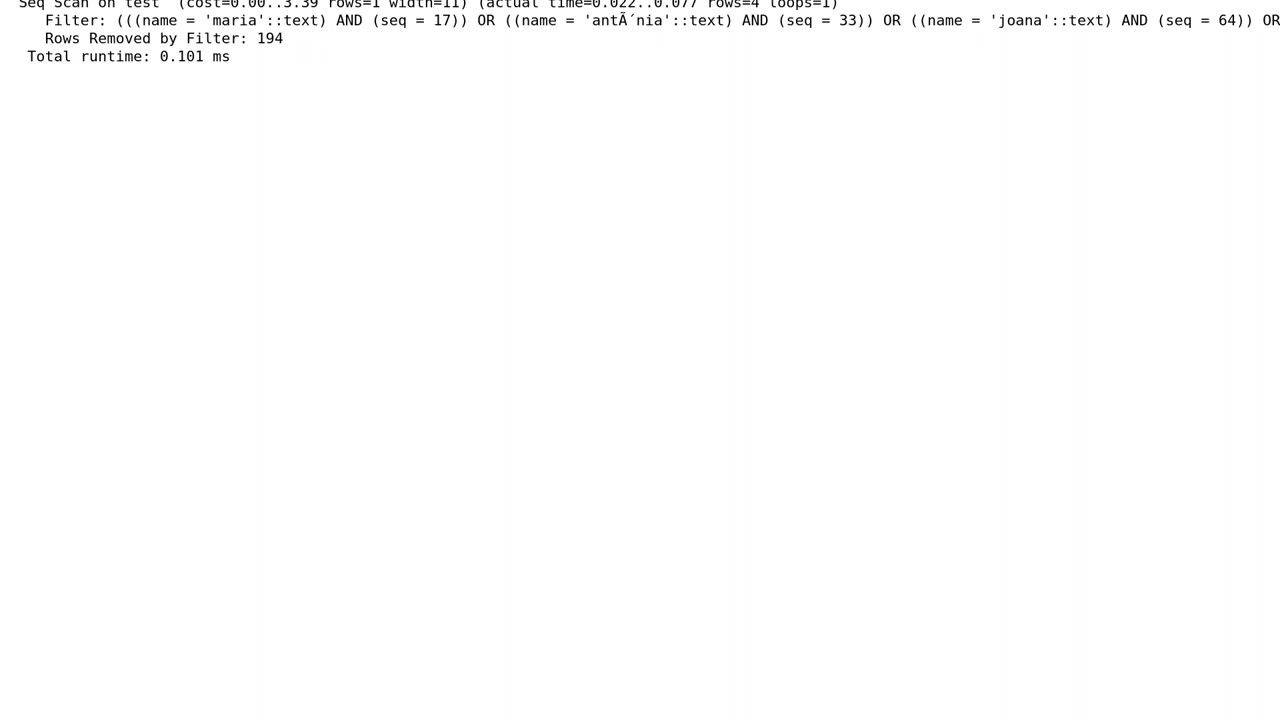 Seq Scan on test  (cost=0.00..3.39 rows=1 width=11) (actual time=0.022..0.077 rows=4 loops=1)
Filter: (((name = 'maria'::text) AND (seq = 17)) OR ((name = 'antÃ´nia'::text) AND (seq = 33)) OR ((name = 'joana'::text) AND (seq = 64)) OR
Rows Removed by Filter: 194
Total runtime: 0.101 ms